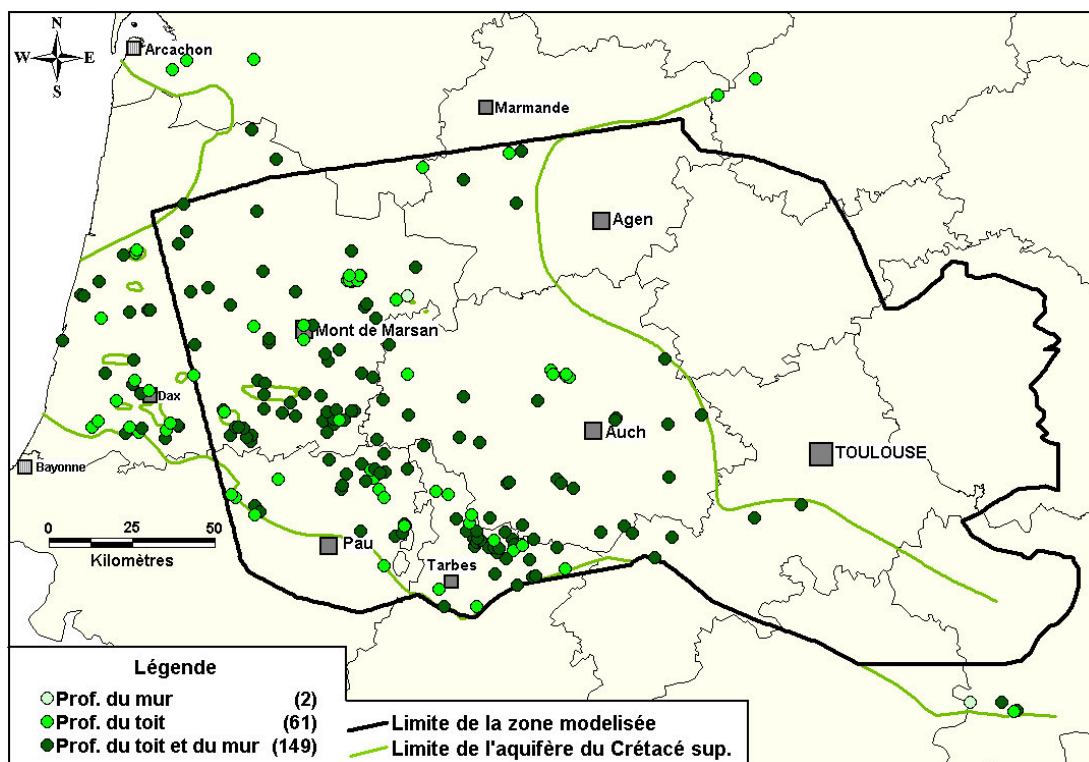 N
W E
S
Arcachon
Marmande
Agen
Mont de Marsan
Dax
Auch
TOULOUSE
Bayonne
0 25 50
Kilomètres
Pau
Tarbes
Légende
Prof. du mur (2)
Prof. du toit (61)
Prof. du toit et du mur (149)
Limite de la zone modelisée
Limite de l'aquifère du Crétacé sup.